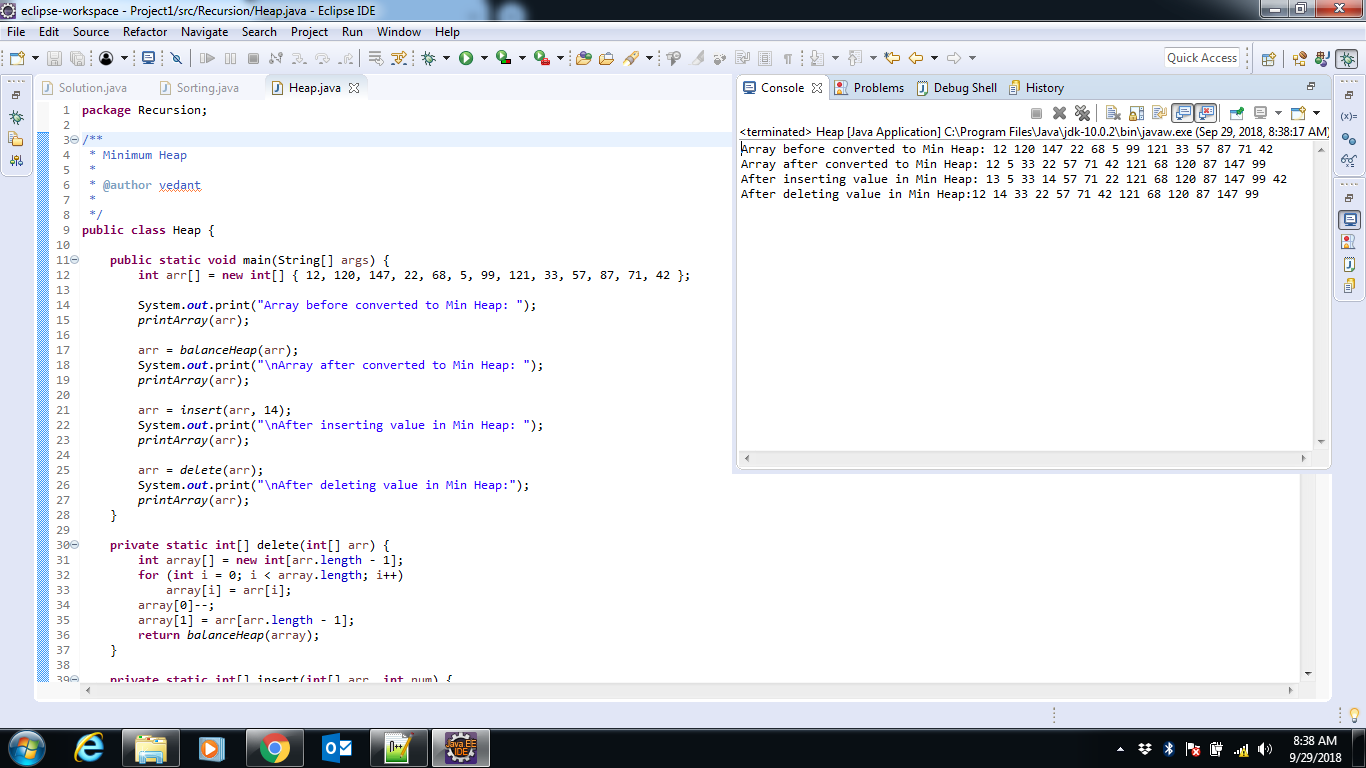 eclipse-workspace - Project1/src/Recursion/Heap.java - Eclipse IDE
File Edit Source Refactor Navigate Search Project Run Window Help
Quick Access
Solution.java Sorting.java Heap.java
1 package Recursion;
2
3 /**
4 * Minimum Heap
5 *
6 * @author vedant
7 *
8 */
9 public class Heap {
10
11 public static void main(String[] args) {
12 int arr[] = new int[] { 12, 120, 147, 22, 68, 5, 99, 121, 33, 57, 87, 71, 42 };
13
14 System.out.print("Array before converted to Min Heap: ");
15 printArray(arr);
16
17 arr = balanceHeap(arr);
18 System.out.print("\nArray after converted to Min Heap: ");
19 printArray(arr);
20
21 arr = insert(arr, 14);
22 System.out.print("\nAfter inserting value in Min Heap: ");
23 printArray(arr);
24
25 arr = delete(arr);
26 System.out.print("\nAfter deleting value in Min Heap:");
27 printArray(arr);
28 }
29
30 private static int[] delete(int[] arr) {
31 int array[] = new int[arr.length - 1];
32 for (int i = 0; i < array.length; i++)
33 array[i] = arr[i];
34 array[0]--;
35 array[1] = arr[arr.length - 1];
36 return balanceHeap(array);
37 }
38
39 private static int[] insert(int[] arr, int num) {
Console Problems Debug Shell History
<terminated> Heap [Java Application] C:\Program Files\Java\jdk-10.0.2\bin\javaw.exe (Sep 29, 2018, 8:38:17 AM)
Array before converted to Min Heap: 12 120 147 22 68 5 99 121 33 57 87 71 42
Array after converted to Min Heap: 12 5 33 22 57 71 42 121 68 120 87 147 99
After inserting value in Min Heap: 13 5 33 14 57 71 22 121 68 120 87 147 99 42
After deleting value in Min Heap:12 14 33 22 57 71 42 121 68 120 87 147 99
(x)=
Java EE
IDE
8:38 AM
9/29/2018